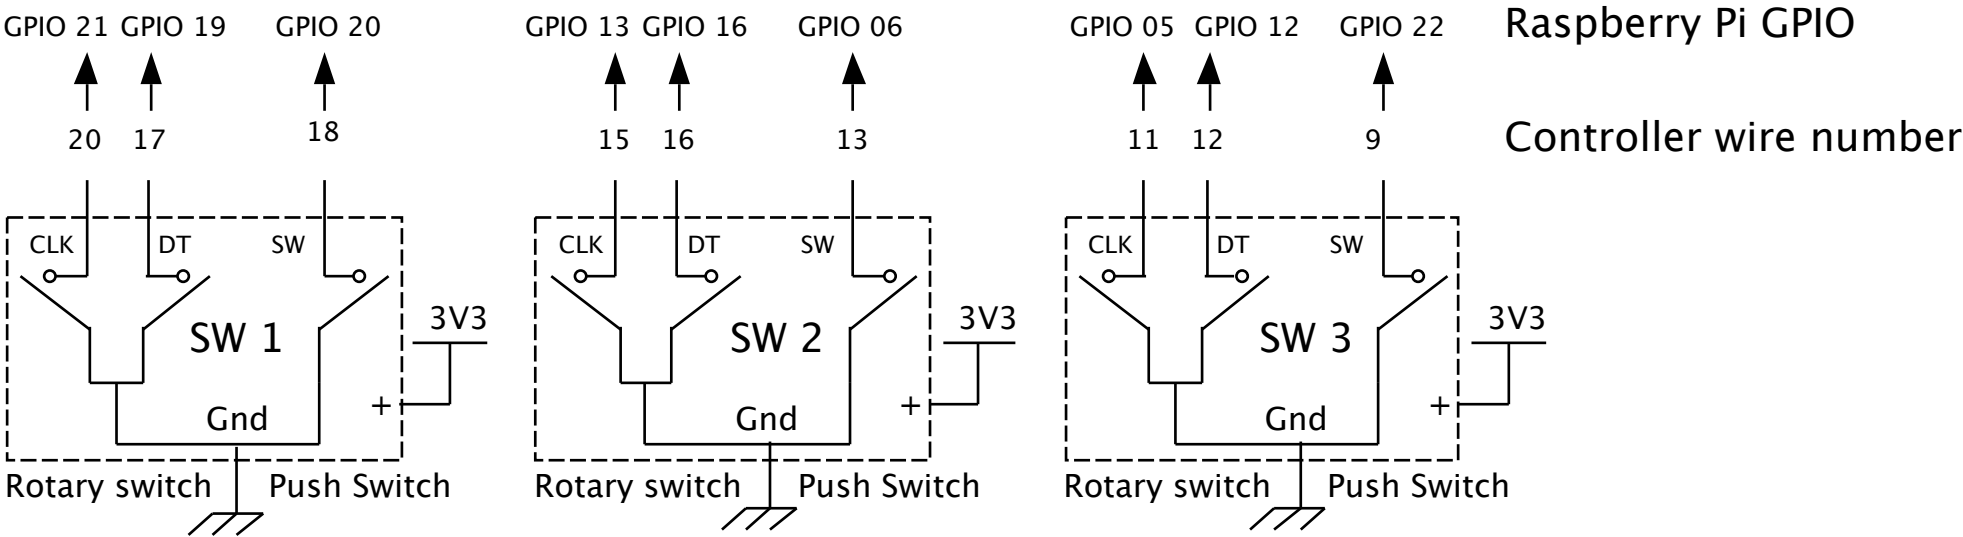 GPIO 21 GPIO 19 GPIO 20 GPIO 13 GPIO 16 GPIO 06 GPIO 05 GPIO 12 GPIO 22 Raspberry Pi GPIO
20 17 18 15 16 13 11 12 9 Controller wire number
CLK DT SW CLK DT SW CLK DT SW
SW 1 3V3 SW 2 3V3 SW 3 3V3
Gnd + Gnd + Gnd +
Rotary switch Push Switch Rotary switch Push Switch Rotary switch Push Switch